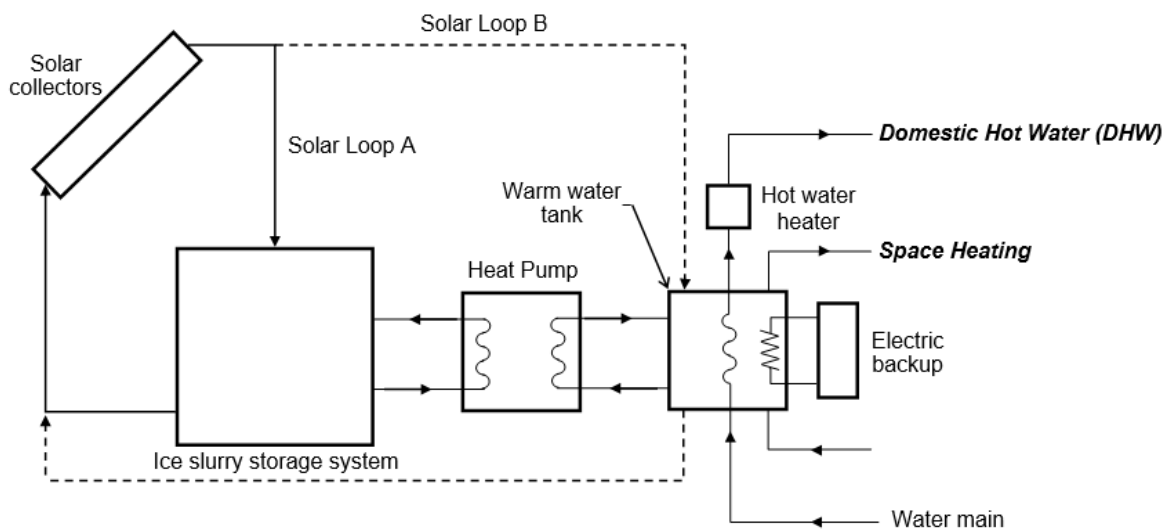 Solar Loop B
Solar
collectors
Solar Loop A
Domestic Hot Water (DHW)
Warm water
tank
Hot water
heater
Space Heating
Heat Pump
Electric
backup
Ice slurry storage system
Water main